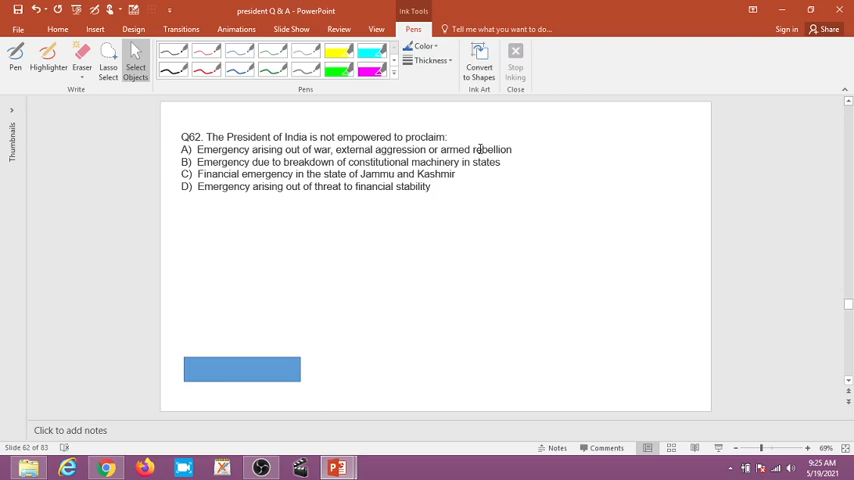 president Q & A - PowerPoint
Ink Tools
File Home Insert Design Transitions Animations Slide Show Review View Pens Tell me what you want to do... Sign in Share
Pen Highlighter Eraser Lasso Select Select Objects
Color
Thickness
Convert to Shapes
Stop Inking
Write Pens Ink Art Close
Thumbnails
Q62. The President of India is not empowered to proclaim:
A) Emergency arising out of war, external aggression or armed rebellion
B) Emergency due to breakdown of constitutional machinery in states
C) Financial emergency in the state of Jammu and Kashmir
D) Emergency arising out of threat to financial stability
Click to add notes
Slide 62 of 83 Notes Comments 69%
9:25 AM
5/19/2021